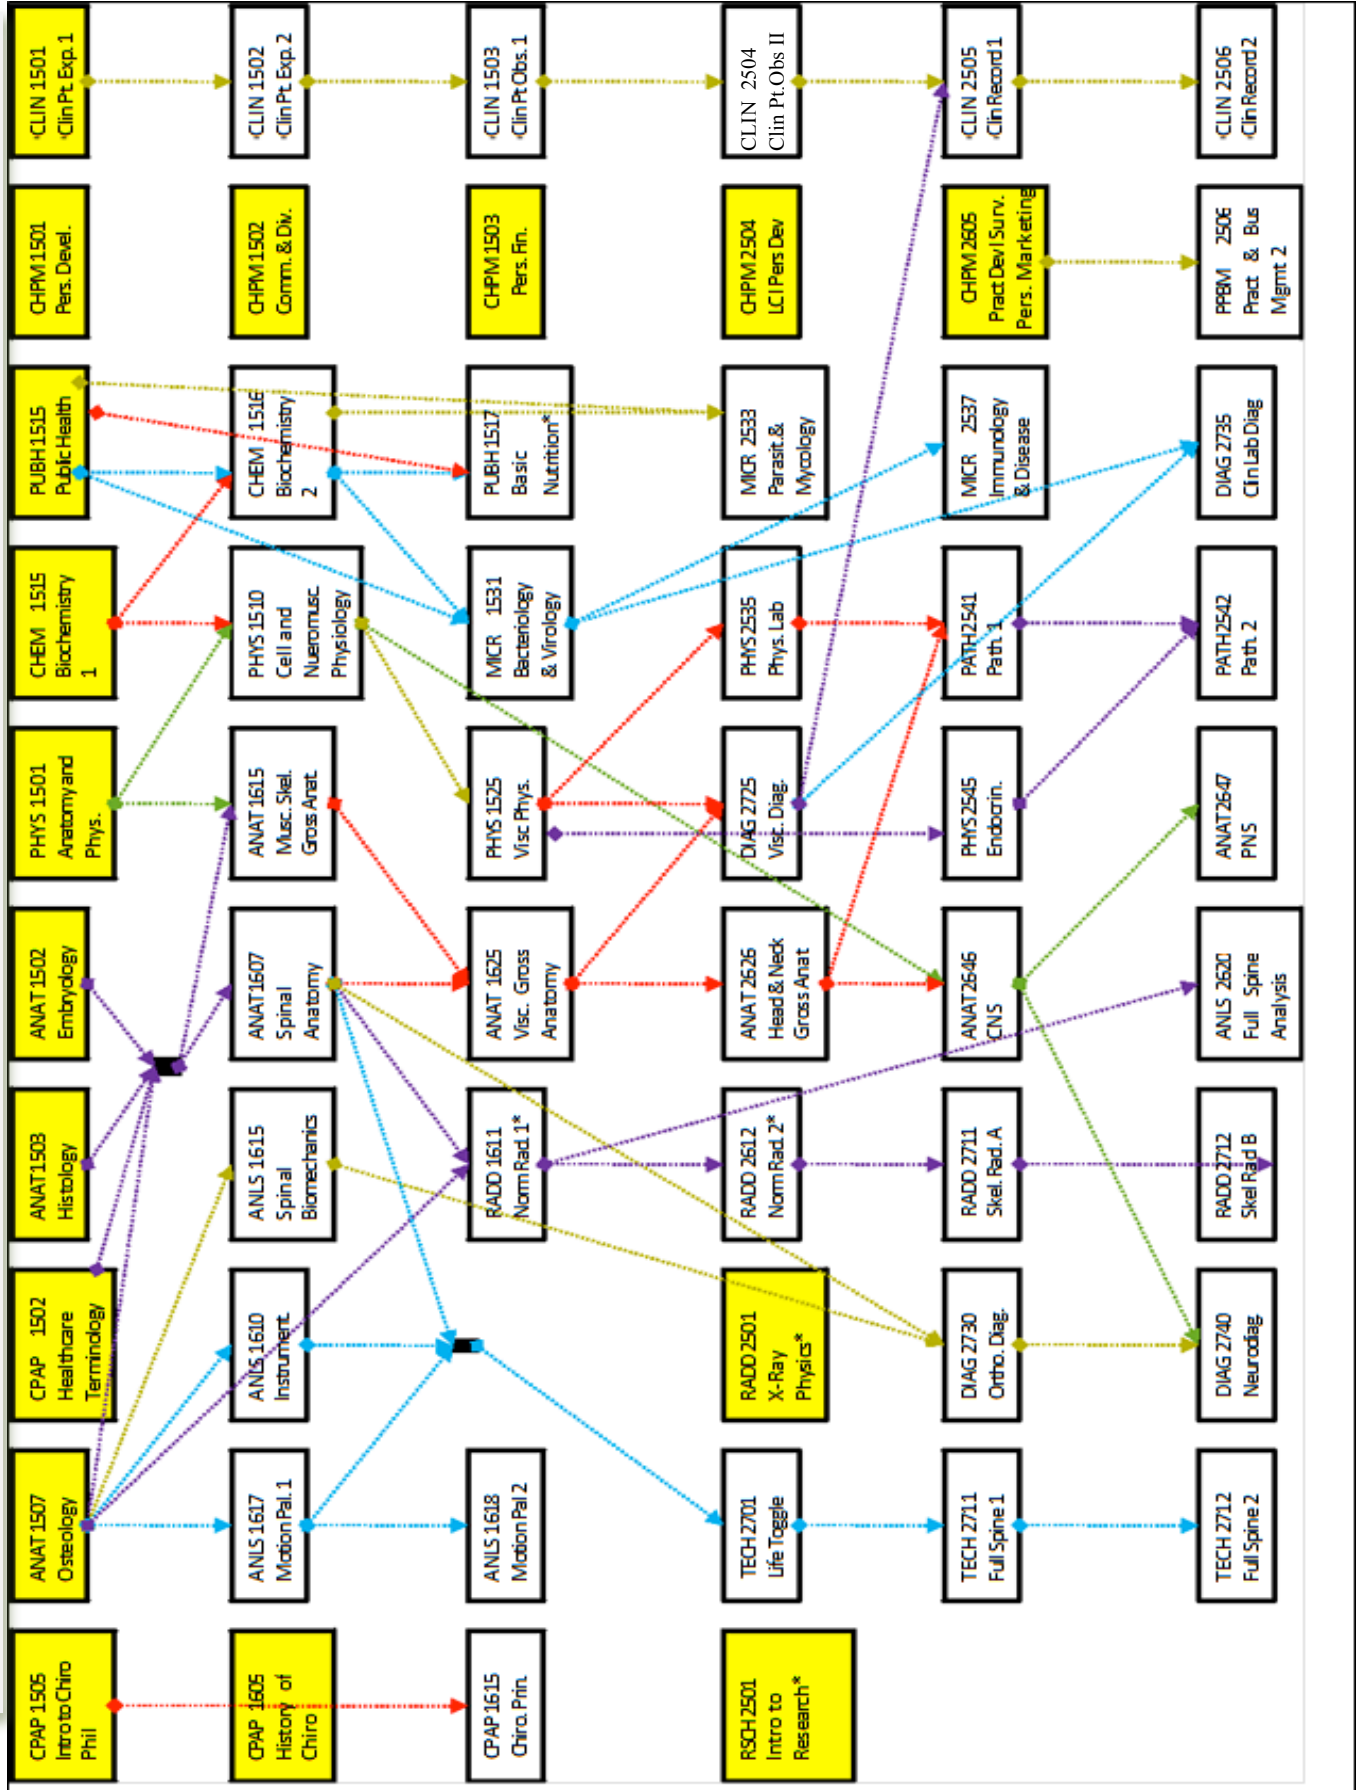 CPAP 1505
Intro to Chiro
Phil
ANAT 1507
Osteology
CPAP 1502
Healthcare
Terminology
ANAT 1503
Histology
ANAT 1502
Embryology
PHYS 1501
Anatomy and
Phys.
CHEM 1515
Biochemistry
1
PUBH 1515
Public Health
CHPM 1501
Pers. Devel.
CLIN 1501
Clin Pt. Exp. 1
CPAP 1605
History of
Chiro
ANLS 1617
Motion Pal. 1
ANLS 1610
Instrument.
ANLS 1615
Spinal
Biomechanics
ANAT 1607
Spinal
Anatomy
ANAT 1615
Musc. Skel.
Gross Anat.
PHYS 1510
Cell and
Nueromusc.
Physiology
CHEM 1516
Biochemistry
2
CHPM 1502
Comm. & Div.
CLIN 1502
Clin Pt. Exp. 2
CPAP 1615
Chiro. Prin.
ANLS 1618
Motion Pal 2
RADD 1611
Norm Rad. 1*
ANAT 1625
Visc. Gross
Anatomy
PHYS 1525
Visc Phys.
MICR 1531
Bacteriology
& Virology
PUBH 1517
Basic
Nutrition*
CHPM 1503
Pers. Fin.
CLIN 1503
Clin Pt Obs. 1
RSCH 2501
Intro to
Research*
TECH 2701
Life Toggle
RADD 2501
X-Ray
Physics*
RADD 2612
Norm Rad. 2*
ANAT 2626
Head & Neck
Gross Anat
DIAG 2725
Visc. Diag.
PHYS 2535
Phys. Lab
MICR 2533
Parasit.&
Mycology
CHPM 2504
LCI Pers Dev
CLIN 2504
Clin Pt.Obs II
TECH 2711
Full Spine 1
DIAG 2730
Ortho. Diag.
RADD 2711
Skel. Rad. A
ANAT 2646
CNS
PHYS 2545
Endocrin.
PATH 2541
Path. 1
MICR 2537
Immunology
& Disease
CHPM 2605
Pract Dev I Surv.
Pers. Marketing
CLIN 2505
Clin Record 1
TECH 2712
Full Spine 2
DIAG 2740
Neurodiag.
RADD 2712
Skel Rad B
ANLS 2620
Full Spine
Analysis
ANAT 2647
PNS
PATH 2542
Path. 2
DIAG 2735
Clin Lab Diag
PPBM 2506
Pract & Bus
Mgmt 2
CLIN 2506
Clin Record 2